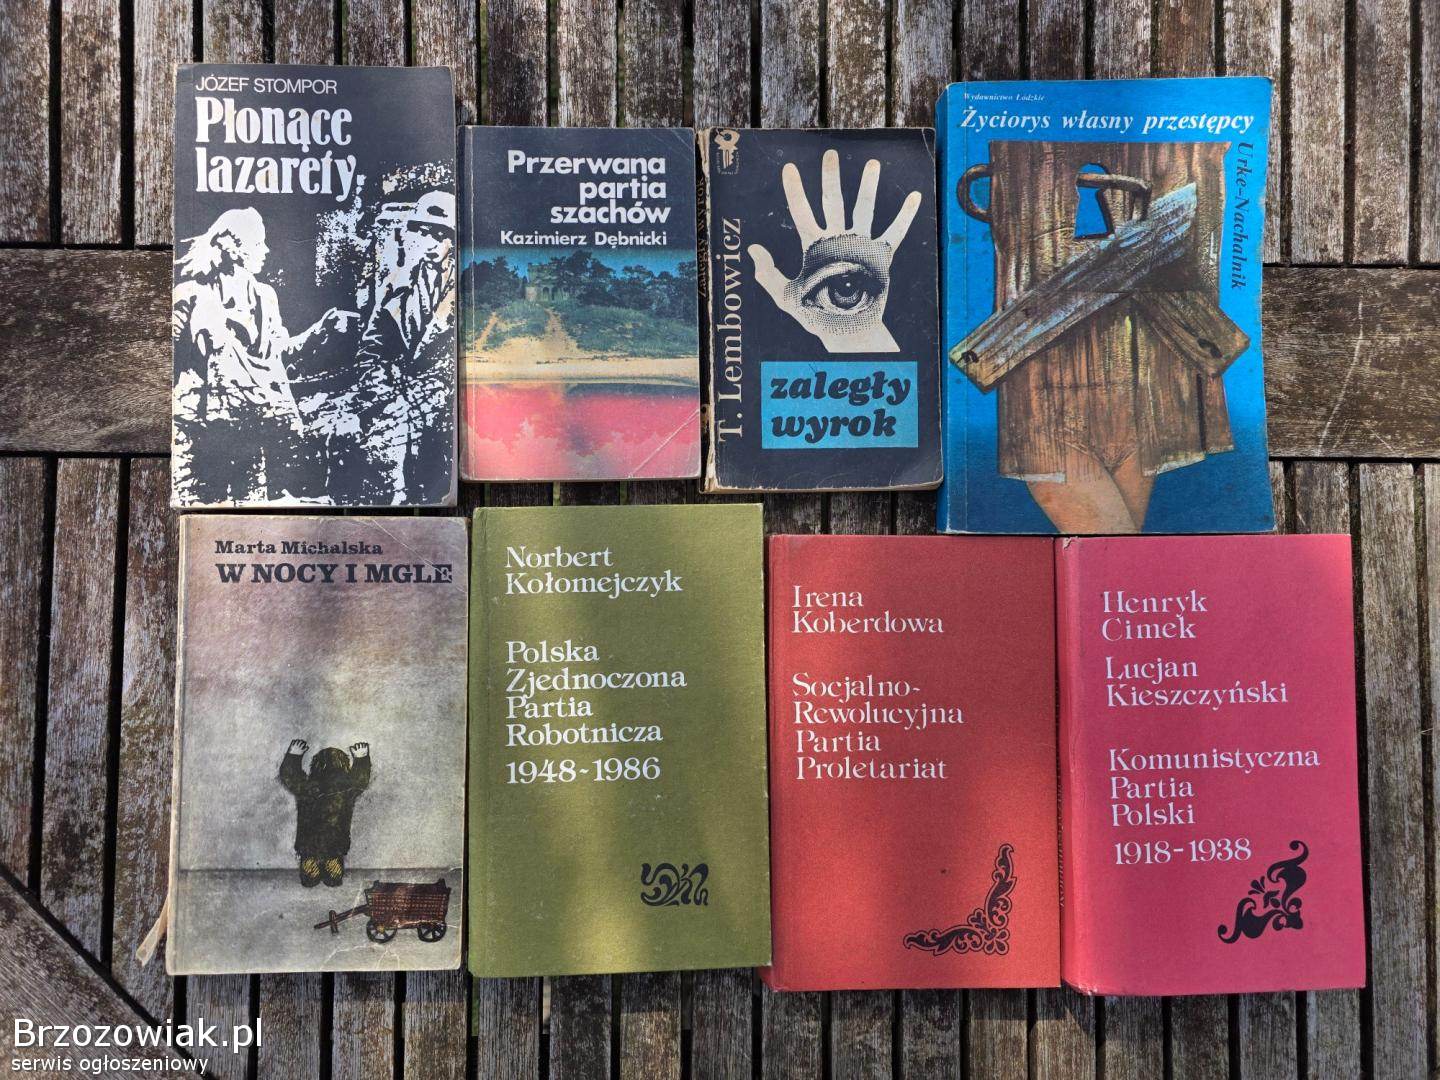 JÓZEF STOMPOR
Płonące
lazarety
Przerwana
partia
szachów
Kazimierz Dębnicki
T. Lembowicz
zaległy
wyrok
Wydawnictwo Łódzkie
Życiorys własny przestępcy
Urke-Nachalnik
Marta Michalska
W NOCY I MGLE
Norbert
Kołomejczyk
Polska
Zjednoczona
Partia
Robotnicza
1948-1986
Irena
Koberdowa
Socjalno-
Rewolucyjna
Partia
Proletariat
Henryk
Cimek
Lucjan
Kieszczyński
Komunistyczna
Partia
Polski
1918-1938
Brzozowiak.pl
serwis ogłoszeniowy